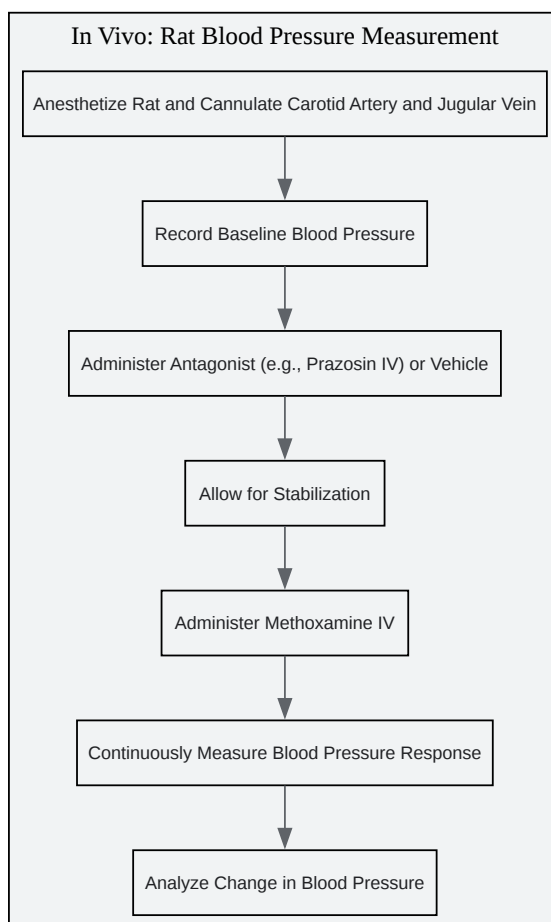 In Vivo: Rat Blood Pressure Measurement
Anesthetize Rat and Cannulate Carotid Artery and Jugular Vein
Record Baseline Blood Pressure
Administer Antagonist (e.g., Prazosin IV) or Vehicle
Allow for Stabilization
Administer Methoxamine IV
Continuously Measure Blood Pressure Response
Analyze Change in Blood Pressure